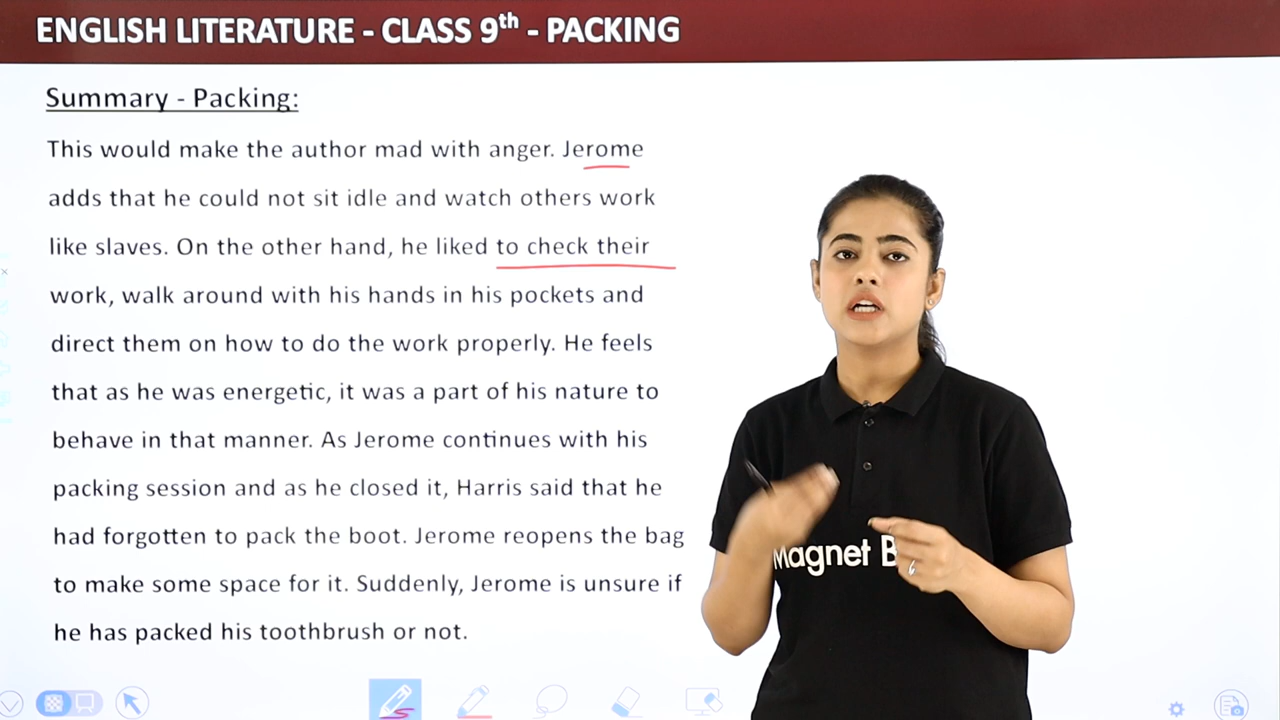 ENGLISH LITERATURE - CLASS 9th - PACKING
Summary - Packing:
This would make the author mad with anger. Jerome
adds that he could not sit idle and watch others work
like slaves. On the other hand, he liked to check their
work, walk around with his hands in his pockets and
direct them on how to do the work properly. He feels
that as he was energetic, it was a part of his nature to
behave in that manner. As Jerome continues with his
packing session and as he closed it, Harris said that he
had forgotten to pack the boot. Jerome reopens the bag
to make some space for it. Suddenly, Jerome is unsure if
he has packed his toothbrush or not.
Magnet B